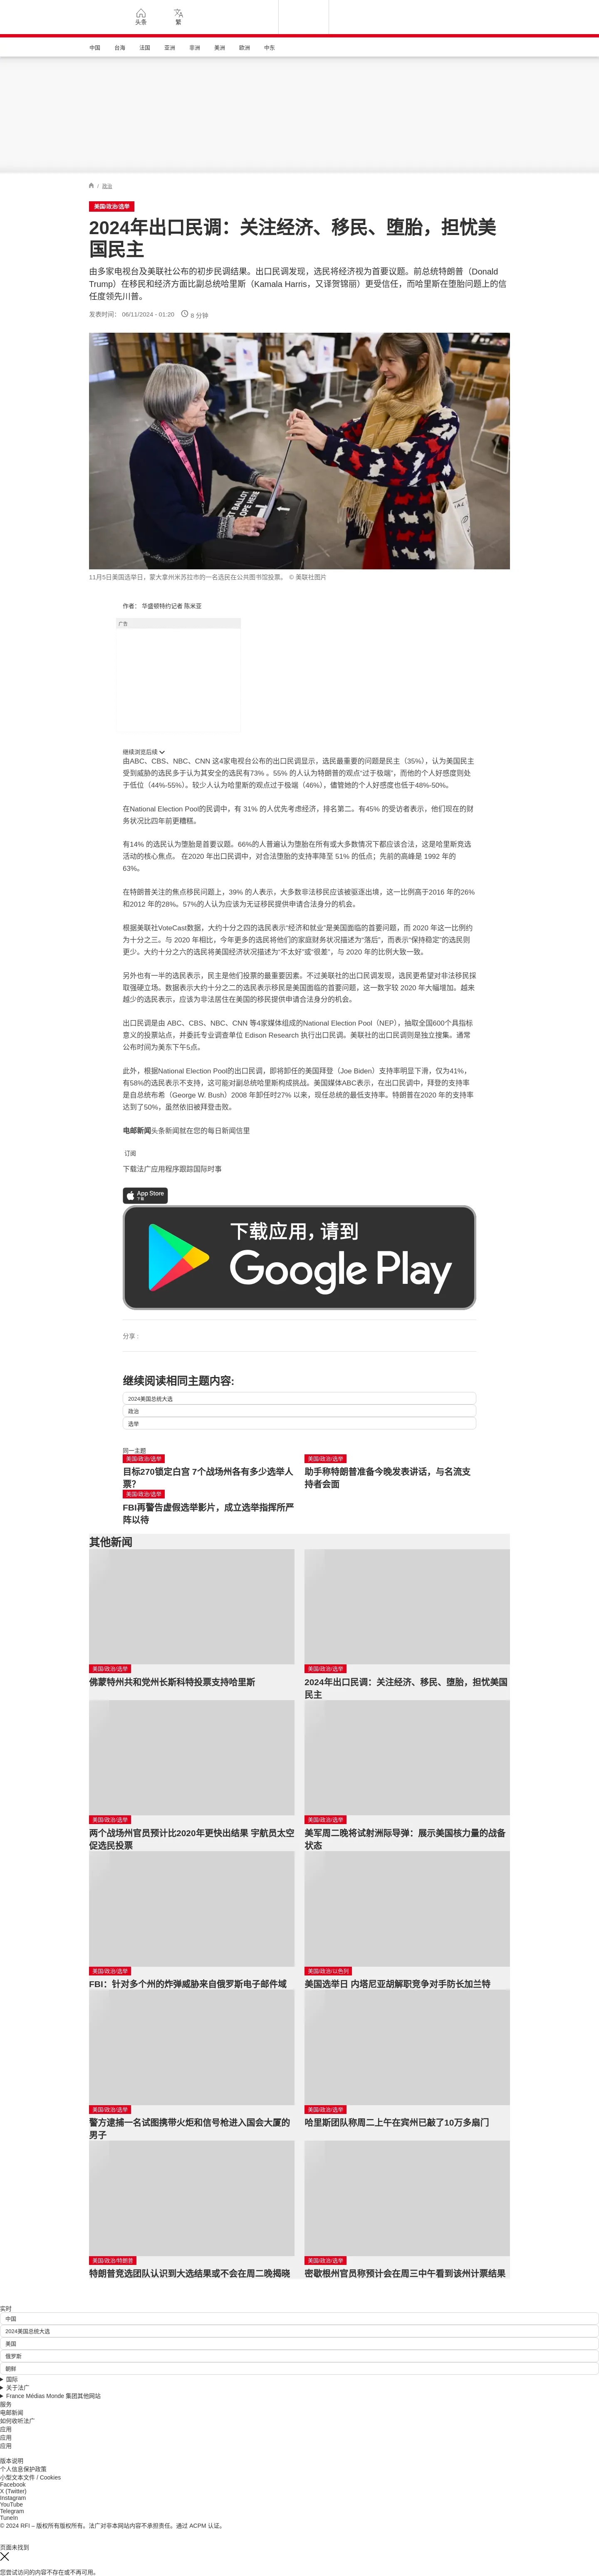 头条
繁
中国
台海
法国
亚洲
非洲
美洲
欧洲
中东
/ 政治
美国/政治/选举
2024年出口民调：关注经济、移民、堕胎，担忧美
国民主
由多家电视台及美联社公布的初步民调结果。出口民调发现，选民将经济视为首要议题。前总统特朗普（Donald
Trump）在移民和经济方面比副总统哈里斯（Kamala Harris，又译贺锦丽）更受信任，而哈里斯在堕胎问题上的信
任度领先川普。
发表时间： 06/11/2024 - 01:20 8 分钟
11月5日美国选举日，蒙大拿州米苏拉市的一名选民在公共图书馆投票。 © 美联社图片
作者： 华盛顿特约记者 陈米亚
广告
继续浏览后续
由ABC、CBS、NBC、CNN 这4家电视台公布的出口民调显示，选民最重要的问题是民主（35%），认为美国民主
受到威胁的选民多于认为其安全的选民有73% 。55% 的人认为特朗普的观点“过于极端”，而他的个人好感度则处
于低位（44%-55%）。较少人认为哈里斯的观点过于极端（46%），儘管她的个人好感度也低于48%-50%。
在National Election Pool的民调中，有 31% 的人优先考虑经济，排名第二。有45% 的受访者表示，他们现在的财
务状况比四年前更糟糕。
有14% 的选民认为堕胎是首要议题。66%的人普遍认为堕胎在所有或大多数情况下都应该合法，这是哈里斯竞选
活动的核心焦点。 在2020 年出口民调中，对合法堕胎的支持率降至 51% 的低点；先前的高峰是 1992 年的
63%。
在特朗普关注的焦点移民问题上，39% 的人表示，大多数非法移民应该被驱逐出境，这一比例高于2016 年的26%
和2012 年的28%。57%的人认为应该为无证移民提供申请合法身分的机会。
根据美联社VoteCast数据，大约十分之四的选民表示“经济和就业”是美国面临的首要问题，而 2020 年这一比例约
为十分之三。与 2020 年相比，今年更多的选民将他们的家庭财务状况描述为“落后”，而表示“保持稳定”的选民则
更少。大约十分之六的选民将美国经济状况描述为“不太好”或“很差”，与 2020 年的比例大致一致。
另外也有一半的选民表示，民主是他们投票的最重要因素。不过美联社的出口民调发现，选民更希望对非法移民採
取强硬立场。数据表示大约十分之二的选民表示移民是美国面临的首要问题，这一数字较 2020 年大幅增加。越来
越少的选民表示，应该为非法居住在美国的移民提供申请合法身分的机会。
出口民调是由 ABC、CBS、NBC、CNN 等4家媒体组成的National Election Pool（NEP），抽取全国600个具指标
意义的投票站点，并委托专业调查单位 Edison Research 执行出口民调。美联社的出口民调则是独立搜集。通常
公布时间为美东下午5点。
此外，根据National Election Pool的出口民调，即将卸任的美国拜登（Joe Biden）支持率明显下滑，仅为41%，
有58%的选民表示不支持，这可能对副总统哈里斯构成挑战。美国媒体ABC表示，在出口民调中，拜登的支持率
是自总统布希（George W. Bush）2008 年卸任时27% 以来，现任总统的最低支持率。特朗普在2020 年的支持率
达到了50%，虽然依旧被拜登击败。
电邮新闻头条新闻就在您的每日新闻信里
订阅
下载法广应用程序跟踪国际时事
App Store
下载
下载应用，请到
Google Play
分享 :
继续阅读相同主题内容:
2024美国总统大选
政治
选举
同一主题
美国/政治/选举
目标270锁定白宫 7个战场州各有多少选举人
票？
美国/政治/选举
助手称特朗普准备今晚发表讲话，与名流支
持者会面
美国/政治/选举
FBI再警告虚假选举影片，成立选举指挥所严
阵以待
其他新闻
美国/政治/选举
佛蒙特州共和党州长斯科特投票支持哈里斯
美国/政治/选举
2024年出口民调：关注经济、移民、堕胎，担忧美国
民主
美国/政治/选举
两个战场州官员预计比2020年更快出结果 宇航员太空
促选民投票
美国/政治/选举
美军周二晚将试射洲际导弹：展示美国核力量的战备
状态
美国/政治/选举
FBI：针对多个州的炸弹威胁来自俄罗斯电子邮件域
美国/政治/以色列
美国选举日 内塔尼亚胡解职竞争对手防长加兰特
美国/政治/选举
警方逮捕一名试图携带火炬和信号枪进入国会大厦的
男子
美国/政治/选举
哈里斯团队称周二上午在宾州已敲了10万多扇门
美国/政治/特朗普
特朗普竞选团队认识到大选结果或不会在周二晚揭晓
美国/政治/选举
密歇根州官员称预计会在周三中午看到该州计票结果
实时
中国
2024美国总统大选
美国
俄罗斯
朝鲜
国际
关于法广
France Médias Monde 集团其他网站
服务
电邮新闻
如何收听法广
应用
应用
应用
版本说明
个人信息保护政策
小型文本文件 / Cookies
Facebook
X (Twitter)
Instagram
YouTube
Telegram
TuneIn
© 2024 RFI – 版权所有版权所有。法广对非本网站内容不承担责任。通过 ACPM 认证。
页面未找到
您尝试访问的内容不存在或不再可用。